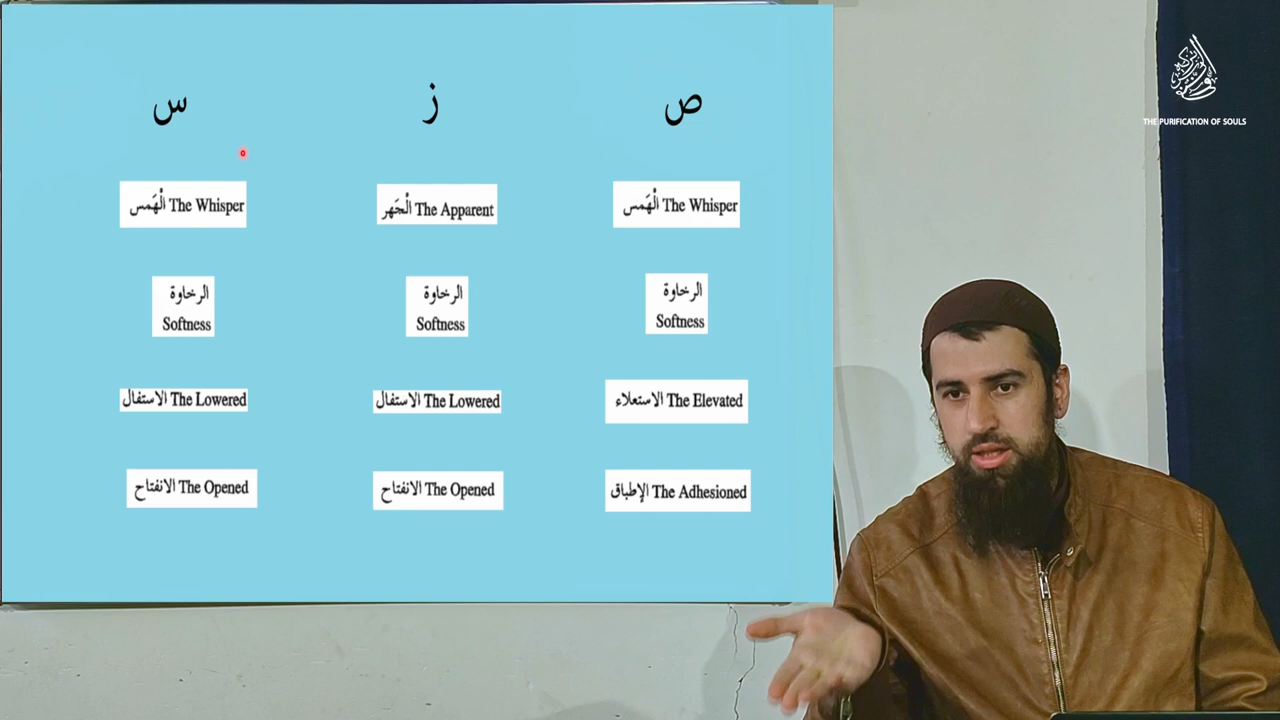 س ز ص
الْهَمس The Whisper
الْجَهر The Apparent
الْهَمس The Whisper
الرخاوة
Softness
الرخاوة
Softness
الرخاوة
Softness
الاستفال The Lowered
الاستفال The Lowered
الاستعلاء The Elevated
الانفتاح The Opened
الانفتاح The Opened
الإطباق The Adhesioned
THE PURIFICATION OF SOULS